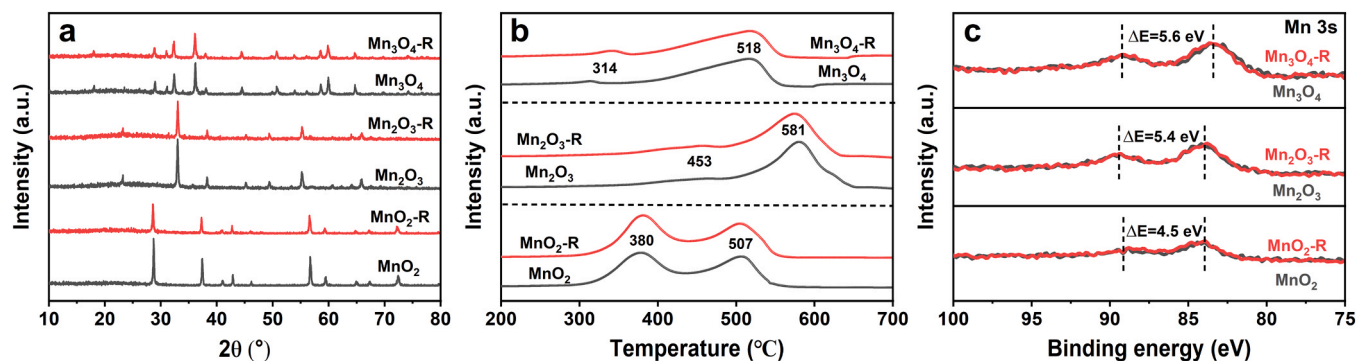 a
Mn₃O₄-R
Mn₃O₄
Mn₂O₃-R
Mn₂O₃
MnO₂-R
MnO₂
Intensity (a.u.)
10 20 30 40 50 60 70 80
2θ (°)
b
518
Mn₃O₄-R
314
Mn₃O₄
581
Mn₂O₃-R
453
Mn₂O₃
MnO₂-R
380
507
MnO₂
Intensity (a.u.)
200 300 400 500 600 700
Temperature (℃)
c
Mn 3s
ΔE=5.6 eV
Mn₃O₄-R
Mn₃O₄
ΔE=5.4 eV
Mn₂O₃-R
Mn₂O₃
ΔE=4.5 eV
MnO₂-R
MnO₂
Intensity (a.u.)
100 95 90 85 80 75
Binding energy (eV)